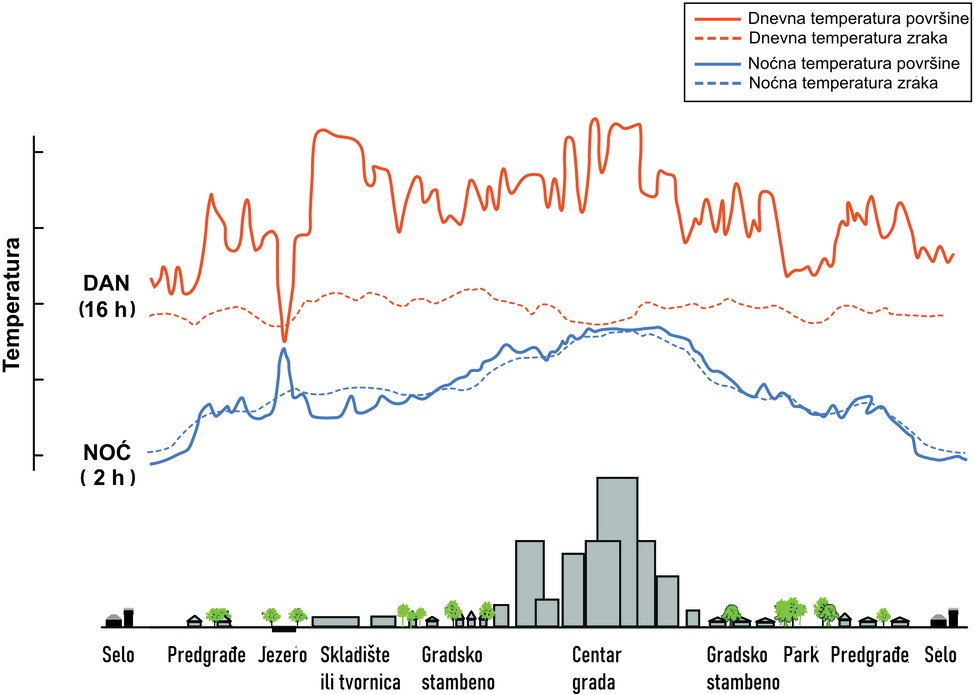 Dnevna temperatura površine
Dnevna temperatura zraka
Noćna temperatura površine
Noćna temperatura zraka
Temperatura
DAN
(16 h)
NOĆ
( 2 h)
Selo
Predgrađe
Jezero
Skladište
ili tvornica
Gradsko
stambeno
Centar
grada
Gradsko
stambeno
Park
Predgrađe
Selo